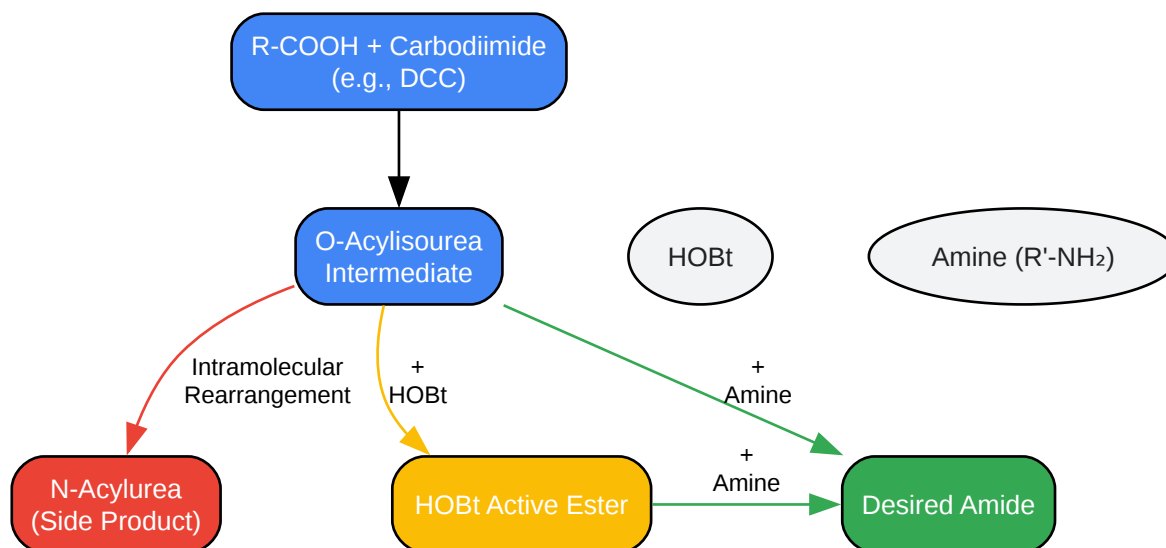 R-COOH + Carbodiimide
(e.g., DCC)
O-Acylisourea
Intermediate
HOBt
Amine (R'-NH₂)
Intramolecular
Rearrangement
+
HOBt
+
Amine
+
Amine
N-Acylurea
(Side Product)
HOBt Active Ester
Desired Amide